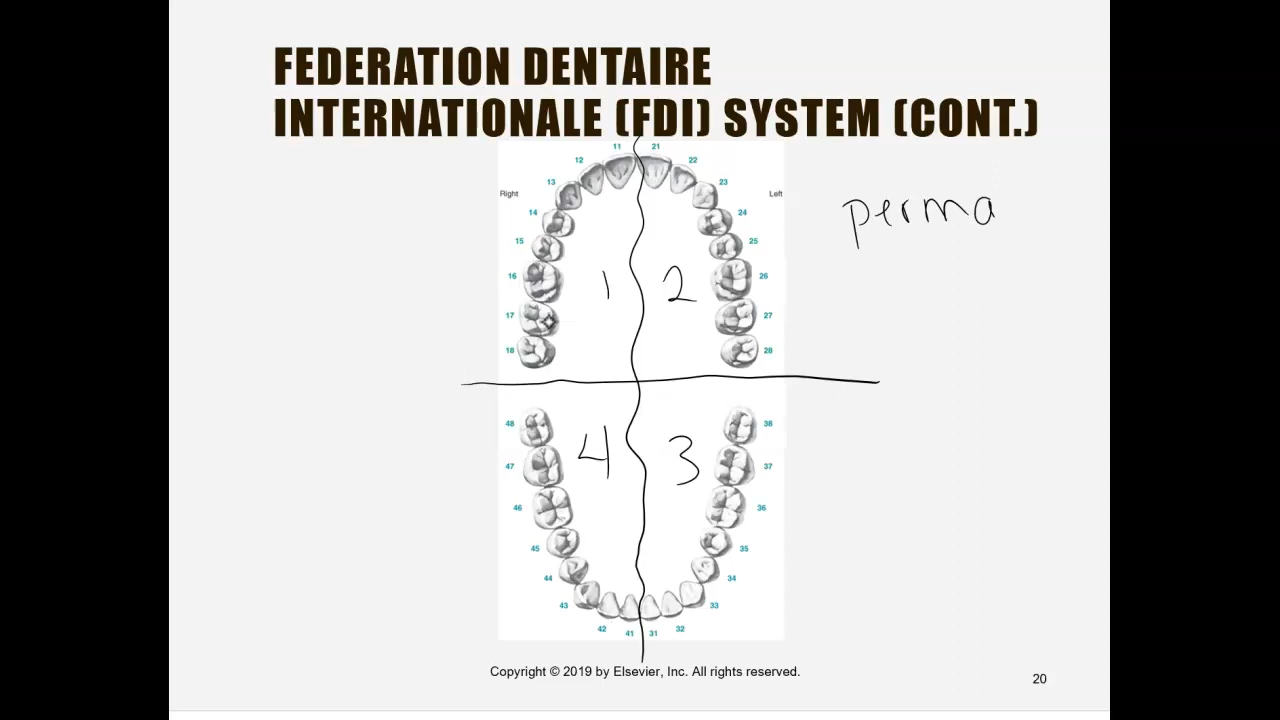 FEDERATION DENTAIRE
INTERNATIONALE (FDI) SYSTEM (CONT.)
11 21
12 22
13 23
Right Left
perma
14 24
15 25
16 1 2 26
17 27
18 28
48 38
4 3
47 37
46 36
45 35
44 34
43 33
42 41 31 32
Copyright © 2019 by Elsevier, Inc. All rights reserved.
20